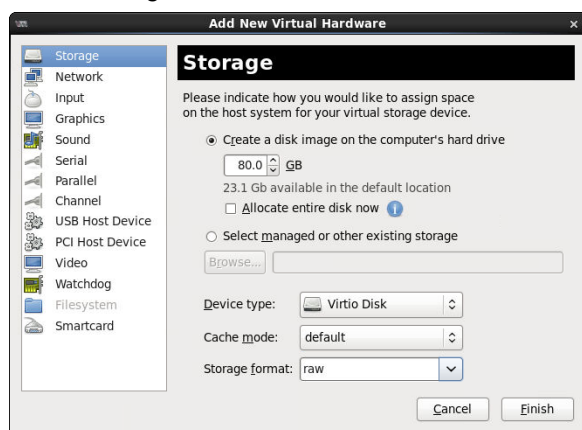 Add New Virtual Hardware
Storage
Network
Input
Graphics
Sound
Serial
Parallel
Channel
USB Host Device
PCI Host Device
Video
Watchdog
Filesystem
Smartcard
Storage
Please indicate how you would like to assign space
on the host system for your virtual storage device.
Create a disk image on the computer's hard drive
80.0 GB
23.1 Gb available in the default location
Allocate entire disk now
Select managed or other existing storage
Browse...
Device type: Virtio Disk
Cache mode: default
Storage format: raw
Cancel Finish